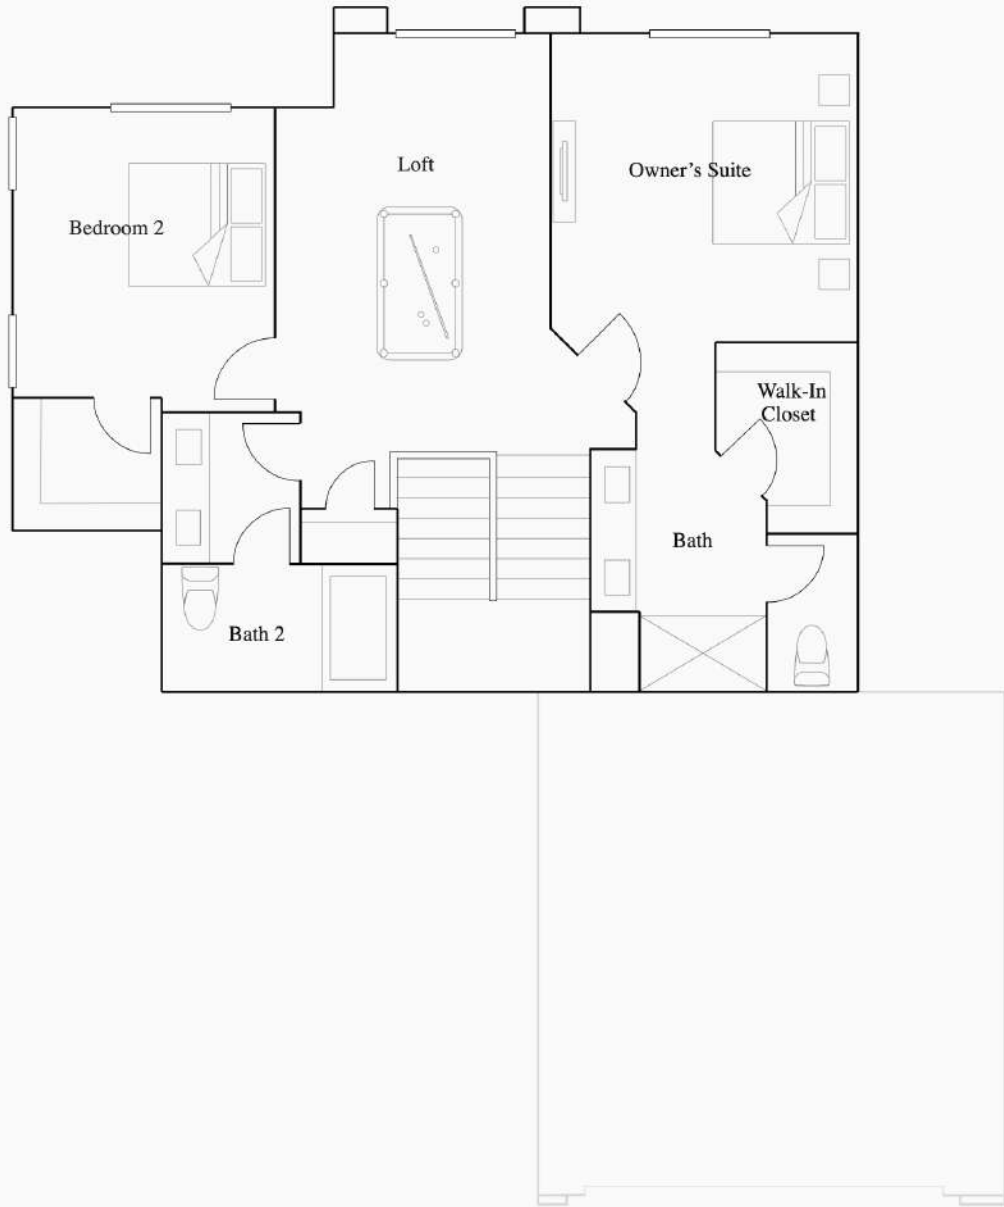 Loft
Owner’s Suite
Bedroom 2
Walk-In
Closet
Bath
Bath 2